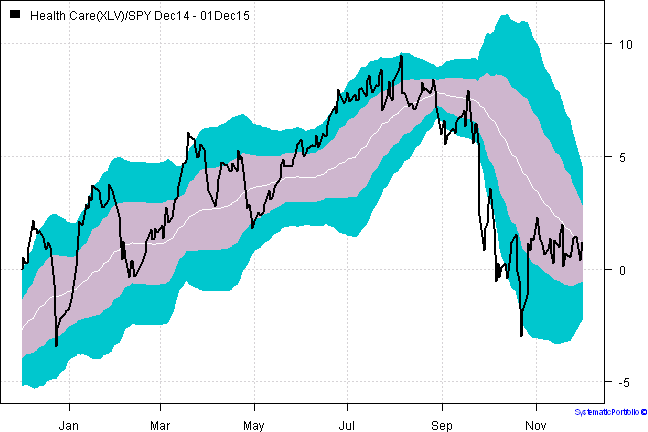 Health Care(XLV)/SPY Dec14 - 01Dec15
10
5
0
-5
Jan Mar May Jul Sep Nov
SystematicPortfolio ©